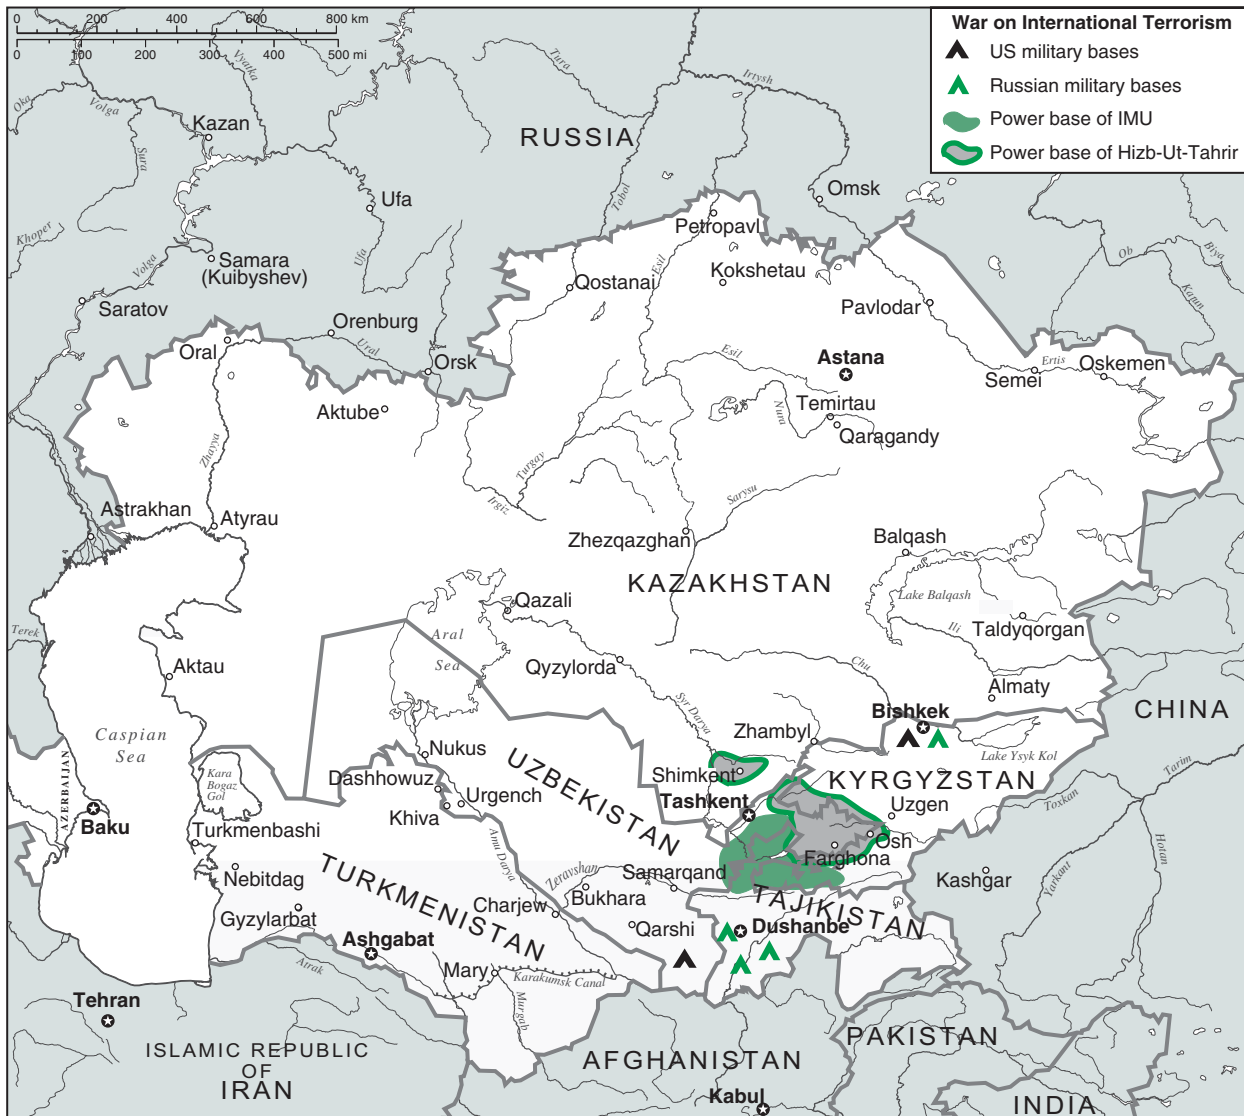 0 200 400 600 800 km
0 100 200 300 400 500 mi
War on International Terrorism
US military bases
Russian military bases
Power base of IMU
Power base of Hizb-Ut-Tahrir
Oka
Volga
Vyatka
Kazan
Sura
Tura
Irtysh
RUSSIA
Tobol
Omsk
Ufa
Ufa
Khoper
Volga
Samara
(Kuibyshev)
Saratov
Petropavl
Esil
Kokshetau
Qostanai
Pavlodar
Ob
Biya
Katun
Orenburg
Ural
Oral
Orsk
Esil
Astana
Semei
Ertis
Oskemen
Aktube
Temirtau
Nura
Qaragandy
Zhayya
Turgay
Irgiz
Sarysu
Astrakhan
Atyrau
Zhezqazghan
Balqash
KAZAKHSTAN
Lake Balqash
Qazali
Taldyqorgan
Ili
Terek
Aral
Sea
Aktau
Qyzylorda
Chu
Almaty
Syr Darya
Bishkek
CHINA
Zhambyl
Caspian
Sea
Lake Ysyk Kol
Nukus
UZBEKISTAN
Shimkent
KYRGYZSTAN
Tarim
Kara
Bogaz
Gol
Dashhowuz
Urgench
Khiva
Tashkent
Uzgen
Toxkan
AZERBAIJAN
Baku
Turkmenbashi
Amu Darya
Osh
Farghona
Hotan
Nebitdag
TURKMENISTAN
Zeravshan
Samarqand
Bukhara
TAJIKISTAN
Kashgar
Yarkant
Gyzylarbat
Charjew
Qarshi
Dushanbe
Ashgabat
Atrak
Mary
Karakumsk Canal
Murgab
Tehran
ISLAMIC REPUBLIC
OF
IRAN
AFGHANISTAN
PAKISTAN
Kabul
INDIA